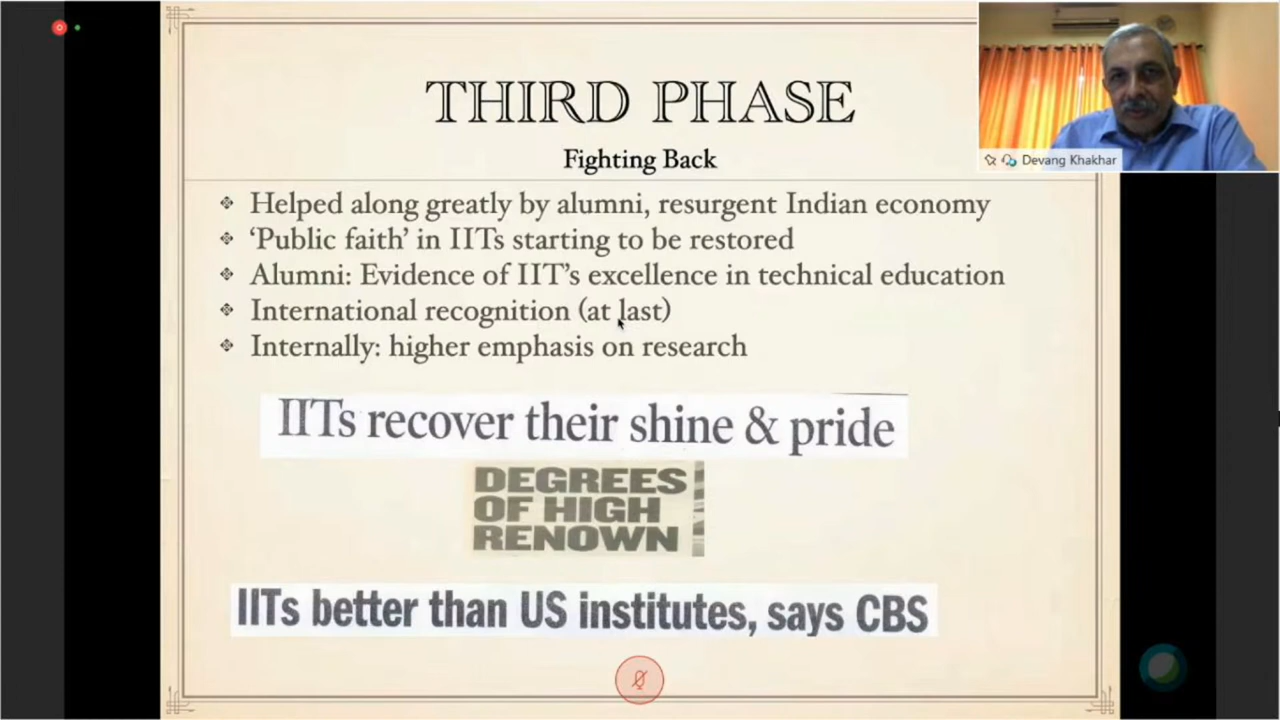 THIRD PHASE
Fighting Back
Devang Khakhar
Helped along greatly by alumni, resurgent Indian economy
‘Public faith’ in IITs starting to be restored
Alumni: Evidence of IIT’s excellence in technical education
International recognition (at last)
Internally: higher emphasis on research
IITs recover their shine & pride
DEGREES
OF HIGH
RENOWN
IITs better than US institutes, says CBS